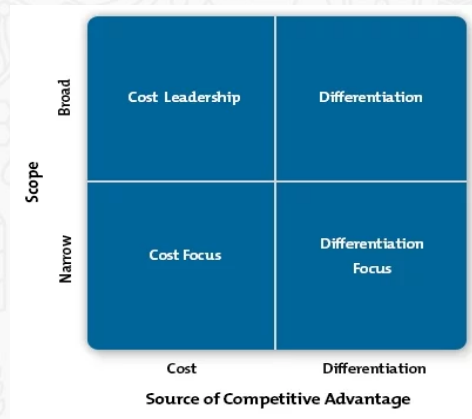 Broad
Cost Leadership
Differentiation
Scope
Narrow
Cost Focus
Differentiation
Focus
Cost
Differentiation
Source of Competitive Advantage